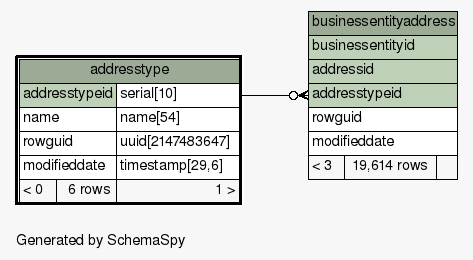 businessentityaddress
businessentityid
addressid
addresstypeid
rowguid
modifieddate
< 3 19,614 rows
addresstype
addresstypeid serial[10]
name name[54]
rowguid uuid[2147483647]
modifieddate timestamp[29,6]
< 0 6 rows 1 >
Generated by SchemaSpy